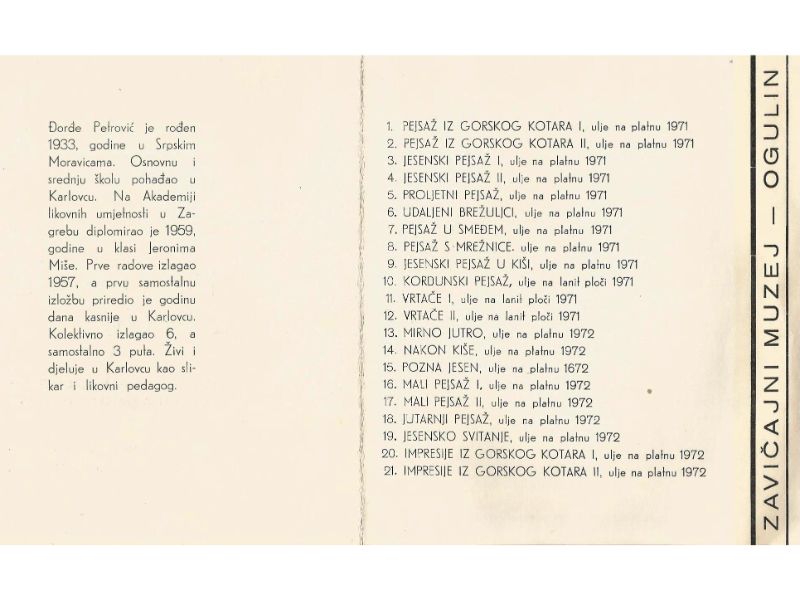 Đorđe Petrović je rođen
1933, godine u Srpskim
Moravicama. Osnovnu i
srednju školu pohađao u
Karlovcu. Na Akademiji
likovnih umjetnosti u Za-
grebu diplomirao je 1959,
godine u klasi Jeronima
Miše. Prve radove izlagao
1957, a prvu samostalnu
izložbu priredio je godinu
dana kasnije u Karlovcu.
Kolektivno izlagao 6, a
samostalno 3 puta. Živi i
djeluje u Karlovcu kao sli-
kar i likovni pedagog.
1. PEJSAŽ IZ GORSKOG KOTARA I, ulje na platnu 1971
2. PEJSAŽ IZ GORSKOG KOTARA II, ulje na platnu 1971
3. JESENSKI PEJSAŽ I, ulje na platnu 1971
4. JESENSKI PEJSAŽ II, ulje na platnu 1971
5. PROLJETNI PEJSAŽ, ulje na platnu 1971
6. UDALJENI BREŽULJCI, ulje na platnu 1971
7. PEJSAŽ U SMEĐEM, ulje na platnu 1971
8. PEJSAŽ S MREŽNICE. ulje na platnu 1971
9. JESENSKI PEJSAŽ U KIŠI, ulje na platnu 1971
10. KORDUNSKI PEJSAŽ, ulje na lanit ploči 1971
11. VRTAČE I, ulje na lanit ploči 1971
12. VRTAČE II, ulje na lanit ploči 1971
13. MIRNO JUTRO, ulje na platnu 1972
14. NAKON KIŠE, ulje na platnu 1972
15. POZNA JESEN, ulje na platnu 1672
16. MALI PEJSAŽ I, ulje na platnu 1972
17. MALI PEJSAŽ II, ulje na platnu 1972
18. JUTARNJI PEJSAŽ, ulje na platnu 1972
19. JESENSKO SVITANJE, ulje na platnu 1972
20. IMPRESIJE IZ GORSKOG KOTARA I, ulje na platnu 1972
21. IMPRESIJE IZ GORSKOG KOTARA II, ulje na platnu 1972
ZAVIČAJNI MUZEJ — OGULIN